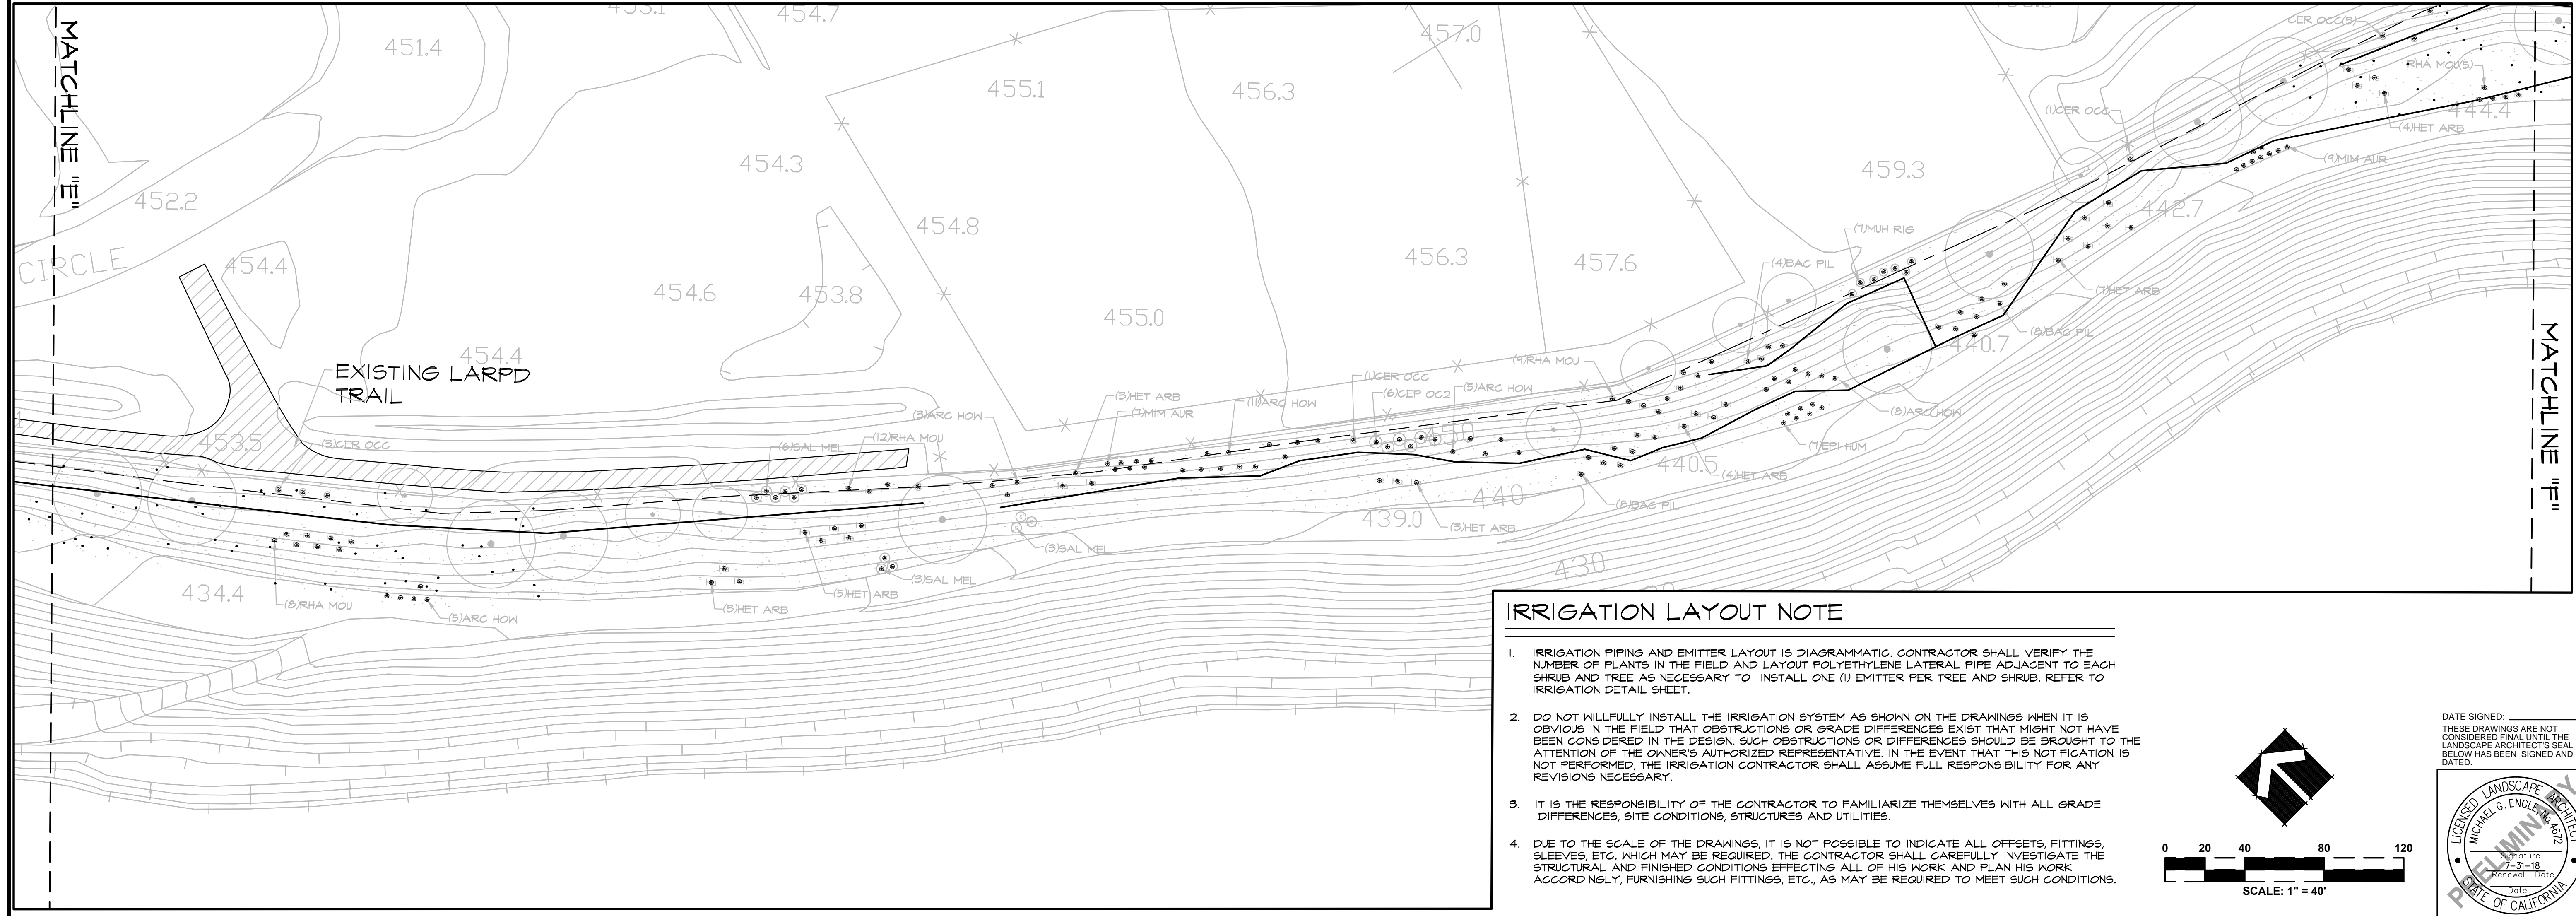 MATCHLINE "E"
453.1
454.7
451.4
457.0
455.1
456.3
CER OCC(3)
RHA MOU(5)
444.4
(1)CER OCC
(4)HET ARB
(9)MIM AUR
452.2
454.3
459.3
454.8
442.7
CIRCLE
454.4
(7)MUH RIG
456.3
457.6
(4)BAC PIL
454.6
453.8
(7)HET ARB
455.0
(8)BAC PIL
440.7
454.4
EXISTING LARPD
TRAIL
(9)RHA MOU
(1)CER OCC
(6)CEP OC2
(5)ARC HOW
(3)HET ARB
(7)MIM AUR
(11)ARC HOW
(3)ARC HOW
(8)ARC HOW
453.5
(3)CER OCC
(6)SAL MEL
(12)RHA MOU
450
(7)EPI HUM
440.5
(4)HET ARB
440
(8)BAC PIL
439.0
(3)HET ARB
(3)SAL MEL
430
(3)SAL MEL
434.4
(8)RHA MOU
(5)ARC HOW
(3)HET ARB
(5)HET ARB
MATCHLINE "F"
IRRIGATION LAYOUT NOTE
1. IRRIGATION PIPING AND EMITTER LAYOUT IS DIAGRAMMATIC. CONTRACTOR SHALL VERIFY THE
NUMBER OF PLANTS IN THE FIELD AND LAYOUT POLYETHYLENE LATERAL PIPE ADJACENT TO EACH
SHRUB AND TREE AS NECESSARY TO INSTALL ONE (1) EMITTER PER TREE AND SHRUB. REFER TO
IRRIGATION DETAIL SHEET.
2. DO NOT WILLFULLY INSTALL THE IRRIGATION SYSTEM AS SHOWN ON THE DRAWINGS WHEN IT IS
OBVIOUS IN THE FIELD THAT OBSTRUCTIONS OR GRADE DIFFERENCES EXIST THAT MIGHT NOT HAVE
BEEN CONSIDERED IN THE DESIGN. SUCH OBSTRUCTIONS OR DIFFERENCES SHOULD BE BROUGHT TO THE
ATTENTION OF THE OWNER'S AUTHORIZED REPRESENTATIVE. IN THE EVENT THAT THIS NOTIFICATION IS
NOT PERFORMED, THE IRRIGATION CONTRACTOR SHALL ASSUME FULL RESPONSIBILITY FOR ANY
REVISIONS NECESSARY.
3. IT IS THE RESPONSIBILITY OF THE CONTRACTOR TO FAMILIARIZE THEMSELVES WITH ALL GRADE
DIFFERENCES, SITE CONDITIONS, STRUCTURES AND UTILITIES.
4. DUE TO THE SCALE OF THE DRAWINGS, IT IS NOT POSSIBLE TO INDICATE ALL OFFSETS, FITTINGS,
SLEEVES, ETC. WHICH MAY BE REQUIRED. THE CONTRACTOR SHALL CAREFULLY INVESTIGATE THE
STRUCTURAL AND FINISHED CONDITIONS EFFECTING ALL OF HIS WORK AND PLAN HIS WORK
ACCORDINGLY, FURNISHING SUCH FITTINGS, ETC., AS MAY BE REQUIRED TO MEET SUCH CONDITIONS.
0 20 40 80 120
SCALE: 1" = 40'
DATE SIGNED:
THESE DRAWINGS ARE NOT
CONSIDERED FINAL UNTIL THE
LANDSCAPE ARCHITECT'S SEAL
BELOW HAS BEEN SIGNED AND
DATED.
LICENSED LANDSCAPE ARCHITECT
MICHAEL G. ENGLE, No. 4672
Signature
7-31-18
Renewal Date
Date
STATE OF CALIFORNIA
PRELIMINARY